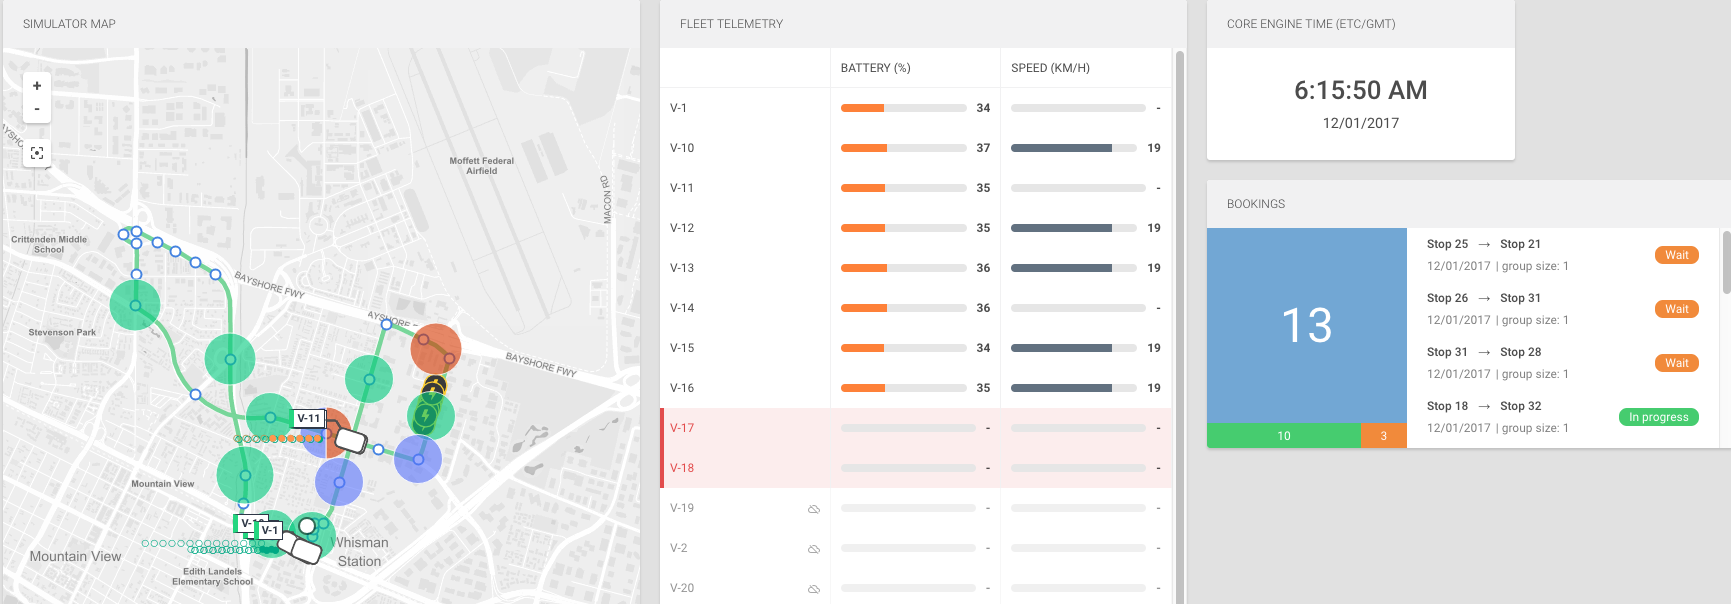 SIMULATOR MAP
+
-
Moffett Federal
Airfield
MACON RD
Crittenden Middle
School
BAYSHORE FWY
Stevenson Park
BAYSHORE FWY
V-11
Mountain View
V-1
Mountain View
Whisman
Station
Edith Landels
Elementary School
FLEET TELEMETRY
BATTERY (%) SPEED (KM/H)
V-1 34 -
V-10 37 19
V-11 35 -
V-12 35 19
V-13 36 19
V-14 36 -
V-15 34 19
V-16 35 19
V-17 - -
V-18 - -
V-19 - -
V-2 - -
V-20 - -
CORE ENGINE TIME (ETC/GMT)
6:15:50 AM
12/01/2017
BOOKINGS
13
10 3
Stop 25 → Stop 21
12/01/2017 | group size: 1
Wait
Stop 26 → Stop 31
12/01/2017 | group size: 1
Wait
Stop 31 → Stop 28
12/01/2017 | group size: 1
Wait
Stop 18 → Stop 32
12/01/2017 | group size: 1
In progress